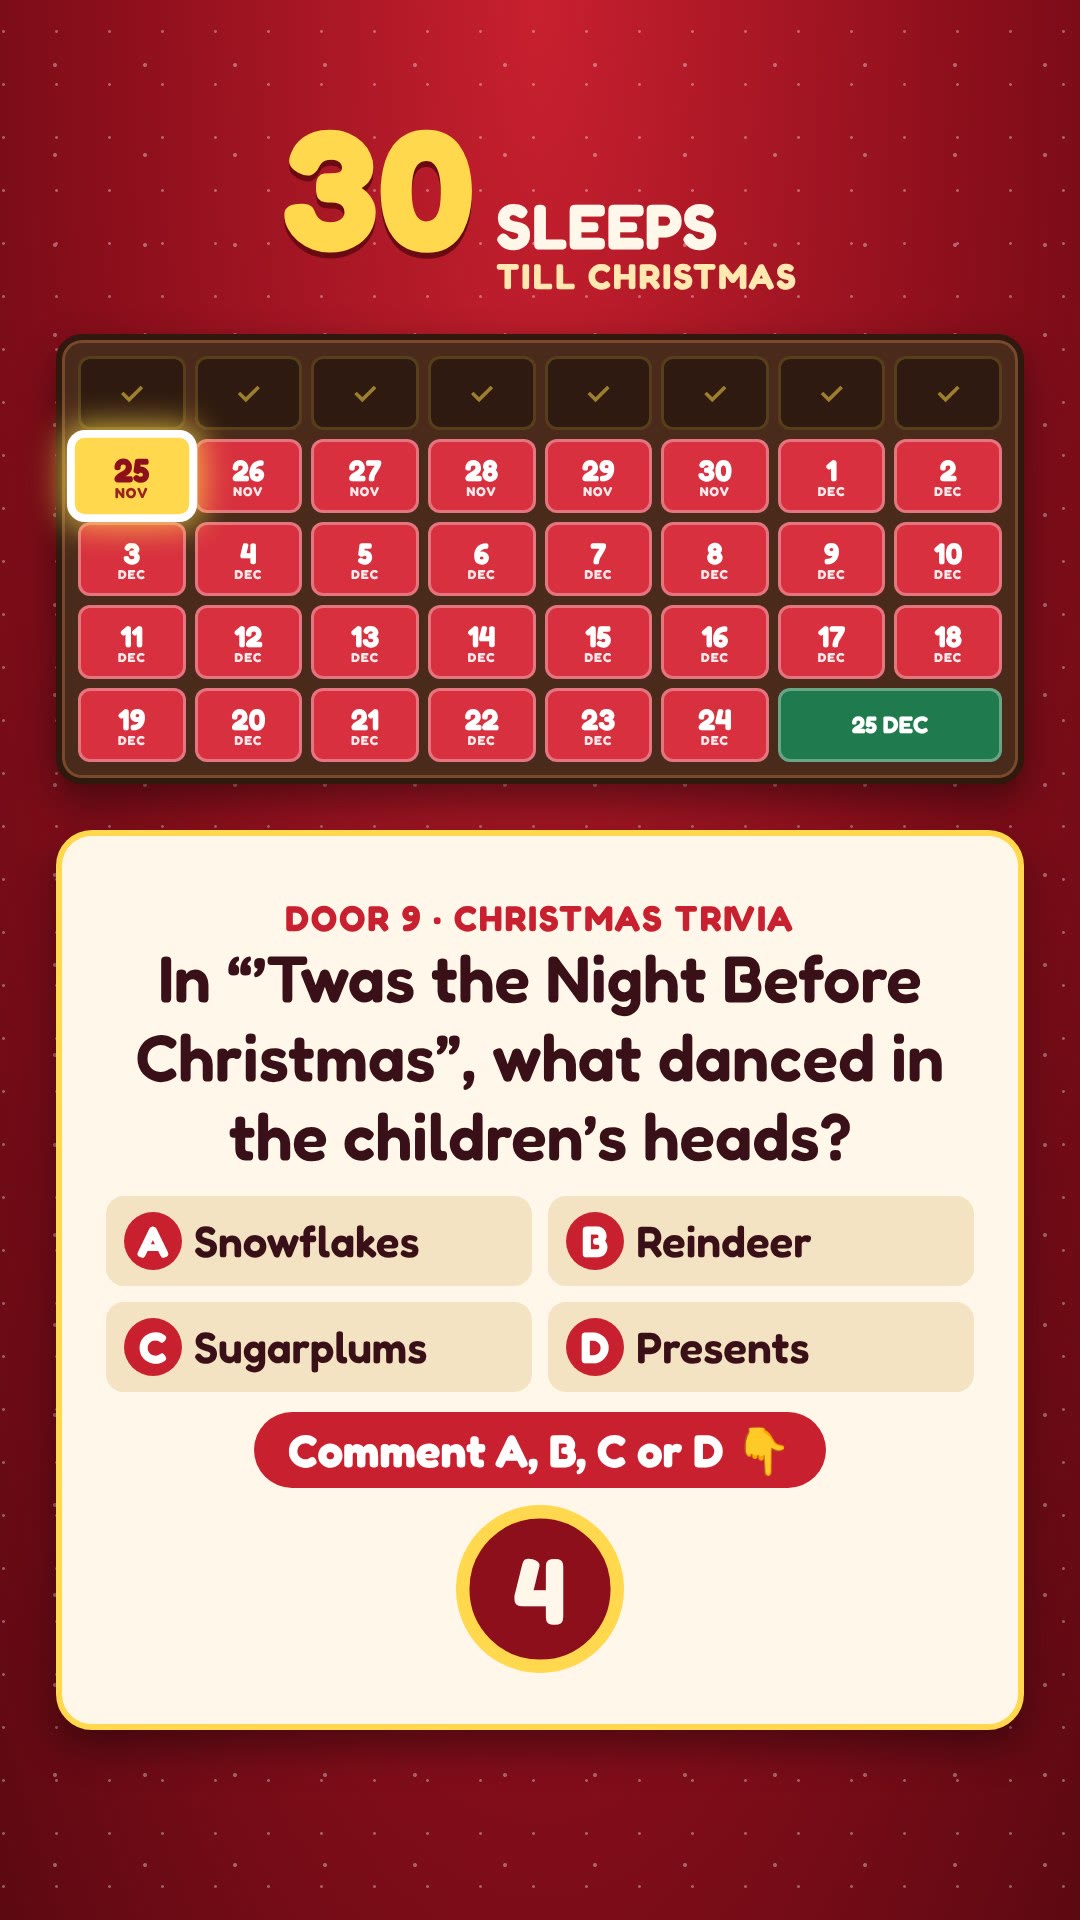 30 SLEEPS
TILL CHRISTMAS
25 NOV
26 NOV
27 NOV
28 NOV
29 NOV
30 NOV
1 DEC
2 DEC
3 DEC
4 DEC
5 DEC
6 DEC
7 DEC
8 DEC
9 DEC
10 DEC
11 DEC
12 DEC
13 DEC
14 DEC
15 DEC
16 DEC
17 DEC
18 DEC
19 DEC
20 DEC
21 DEC
22 DEC
23 DEC
24 DEC
25 DEC
DOOR 9 · CHRISTMAS TRIVIA
In “’Twas the Night Before
Christmas”, what danced in
the children’s heads?
A Snowflakes
B Reindeer
C Sugarplums
D Presents
Comment A, B, C or D 👇
4